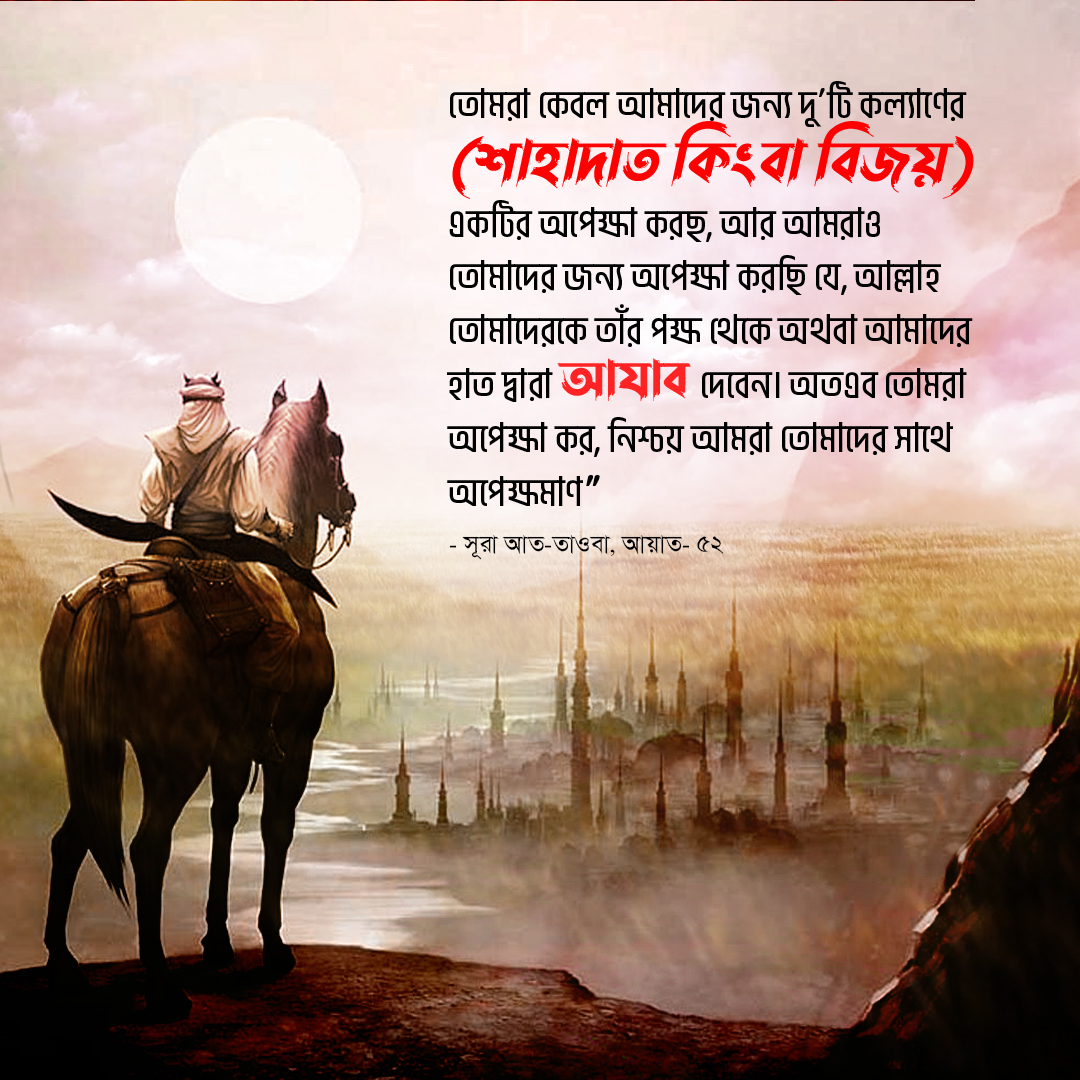 তোমরা কেবল আমাদের জন্য দু’টি কল্যাণের
(শাহাদাত কিংবা বিজয়)
একটির অপেক্ষা করছ, আর আমরাও
তোমাদের জন্য অপেক্ষা করছি যে, আল্লাহ
তোমাদেরকে তাঁর পক্ষ থেকে অথবা আমাদের
হাত দ্বারা আযাব দেবেন। অতএব তোমরা
অপেক্ষা কর, নিশ্চয় আমরা তোমাদের সাথে
অপেক্ষমাণ”
- সূরা আত-তাওবা, আয়াত- ৫২